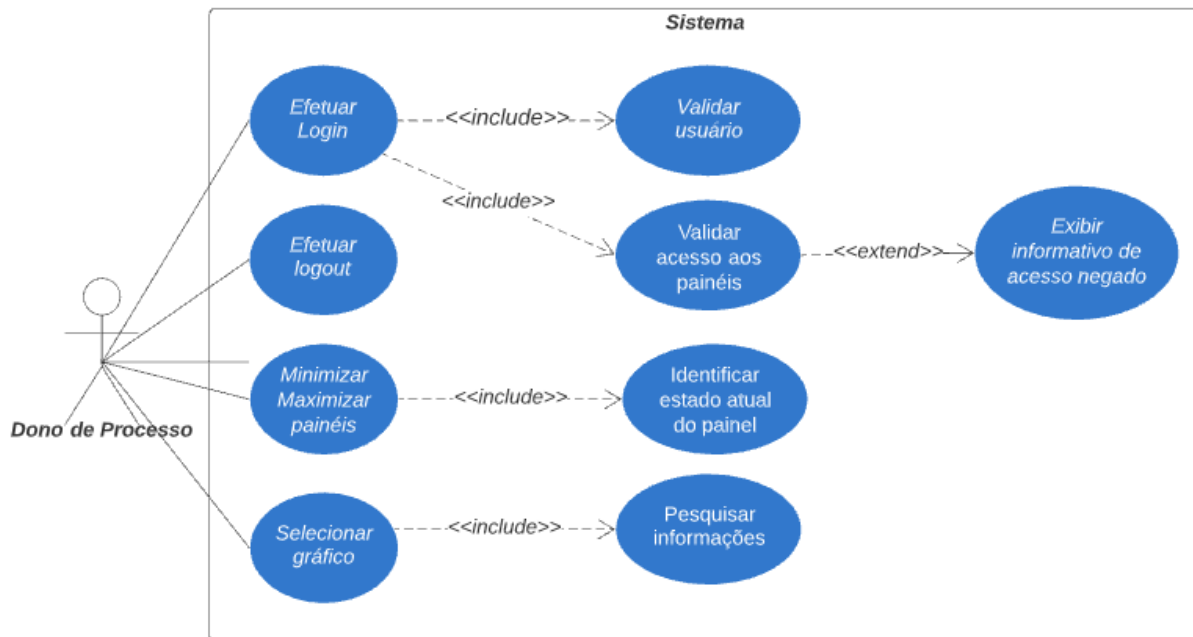 Sistema
Efetuar
Login
<<include>>
Validar
usuário
<<include>>
Efetuar
logout
Validar
acesso aos
painéis
<<extend>>
Exibir
informativo de
acesso negado
Dono de Processo
Minimizar
Maximizar
painéis
<<include>>
Identificar
estado atual
do painel
Selecionar
gráfico
<<include>>
Pesquisar
informações